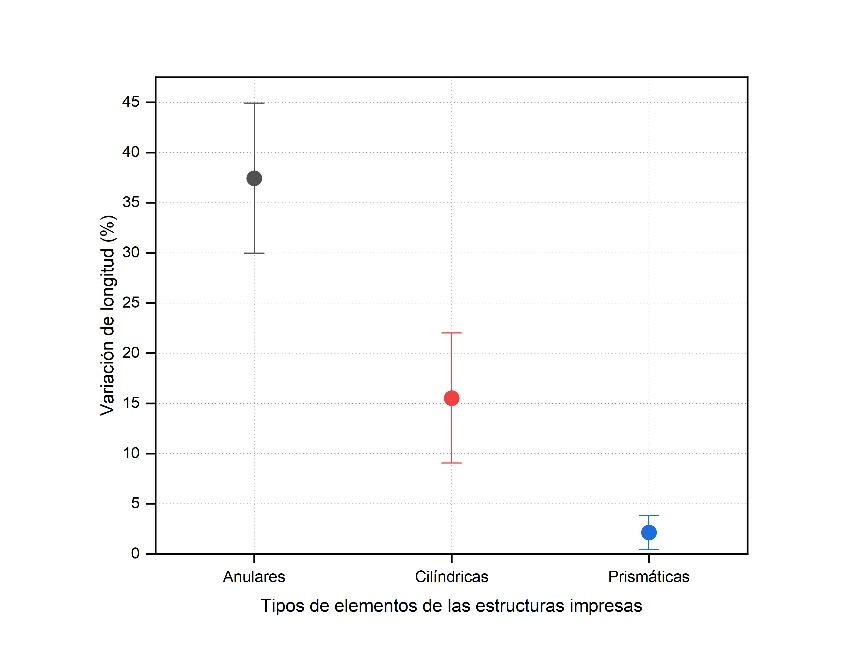 Variación de longitud (%)
45
40
35
30
25
20
15
10
5
0
Anulares
Cilíndricas
Prismáticas
Tipos de elementos de las estructuras impresas